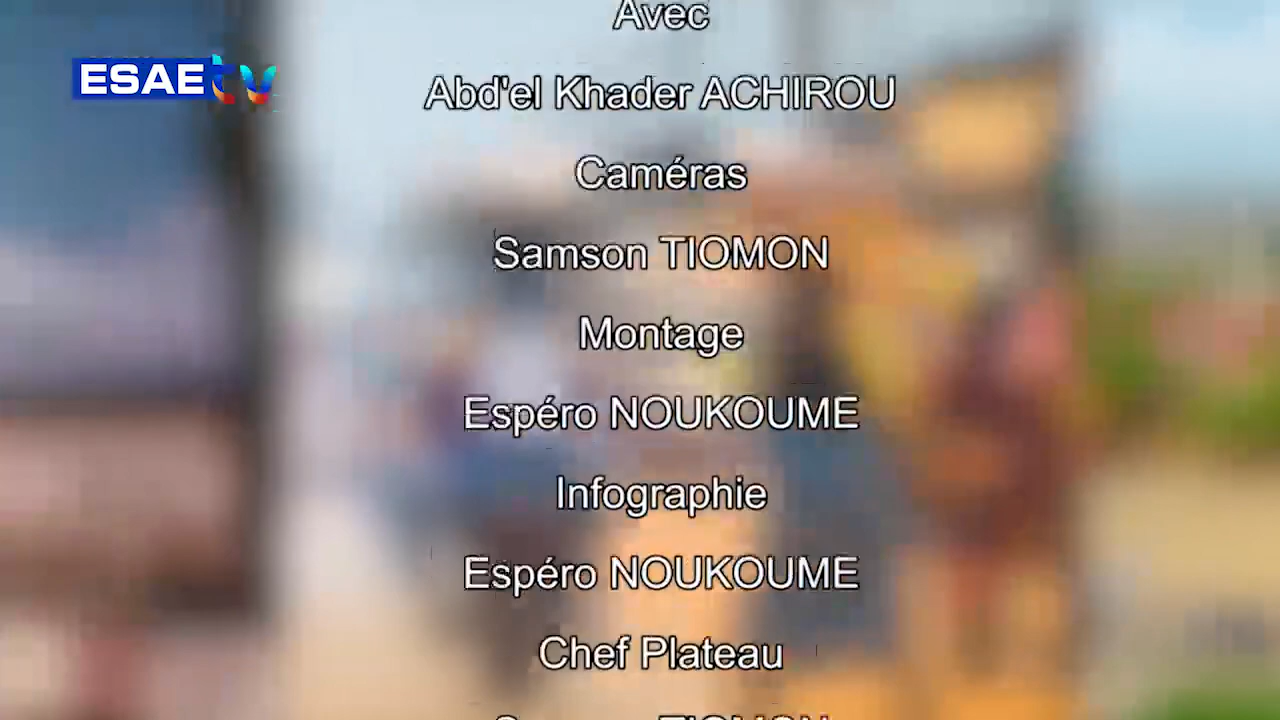 ESAE tv
Avec
Abd'el Khader ACHIROU
Caméras
Samson TIOMON
Montage
Espéro NOUKOUME
Infographie
Espéro NOUKOUME
Chef Plateau